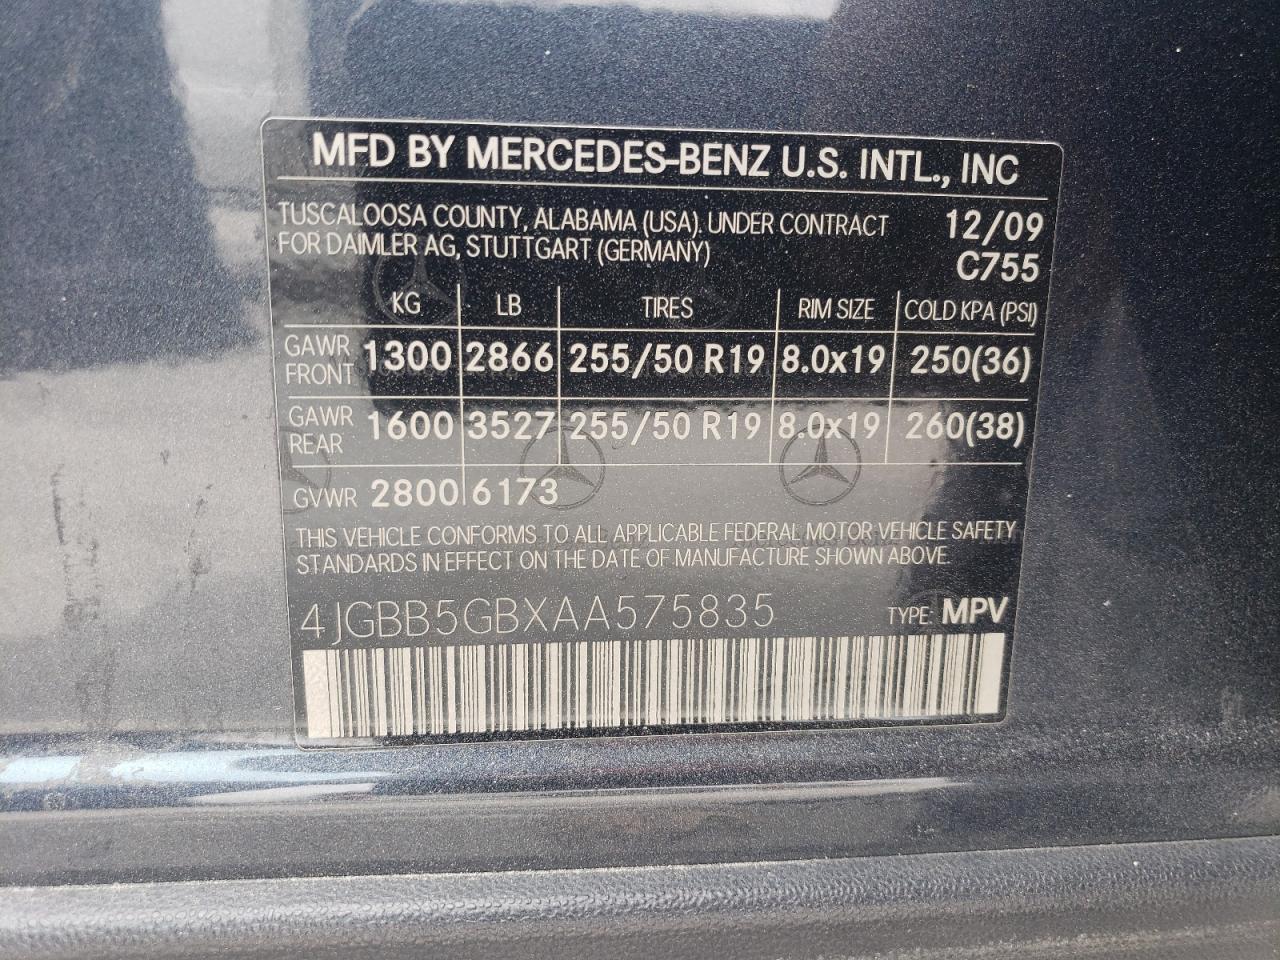 MFD BY MERCEDES-BENZ U.S. INTL., INC
TUSCALOOSA COUNTY, ALABAMA (USA). UNDER CONTRACT 12/09
FOR DAIMLER AG, STUTTGART (GERMANY) C755
KG LB TIRES RIM SIZE COLD KPA (PSI)
GAWR FRONT 1300 2866 255/50 R19 8.0x19 250(36)
GAWR REAR 1600 3527 255/50 R19 8.0x19 260(38)
GVWR 2800 6173
THIS VEHICLE CONFORMS TO ALL APPLICABLE FEDERAL MOTOR VEHICLE SAFETY
STANDARDS IN EFFECT ON THE DATE OF MANUFACTURE SHOWN ABOVE.
4JGBB5GBXAA575835 TYPE: MPV